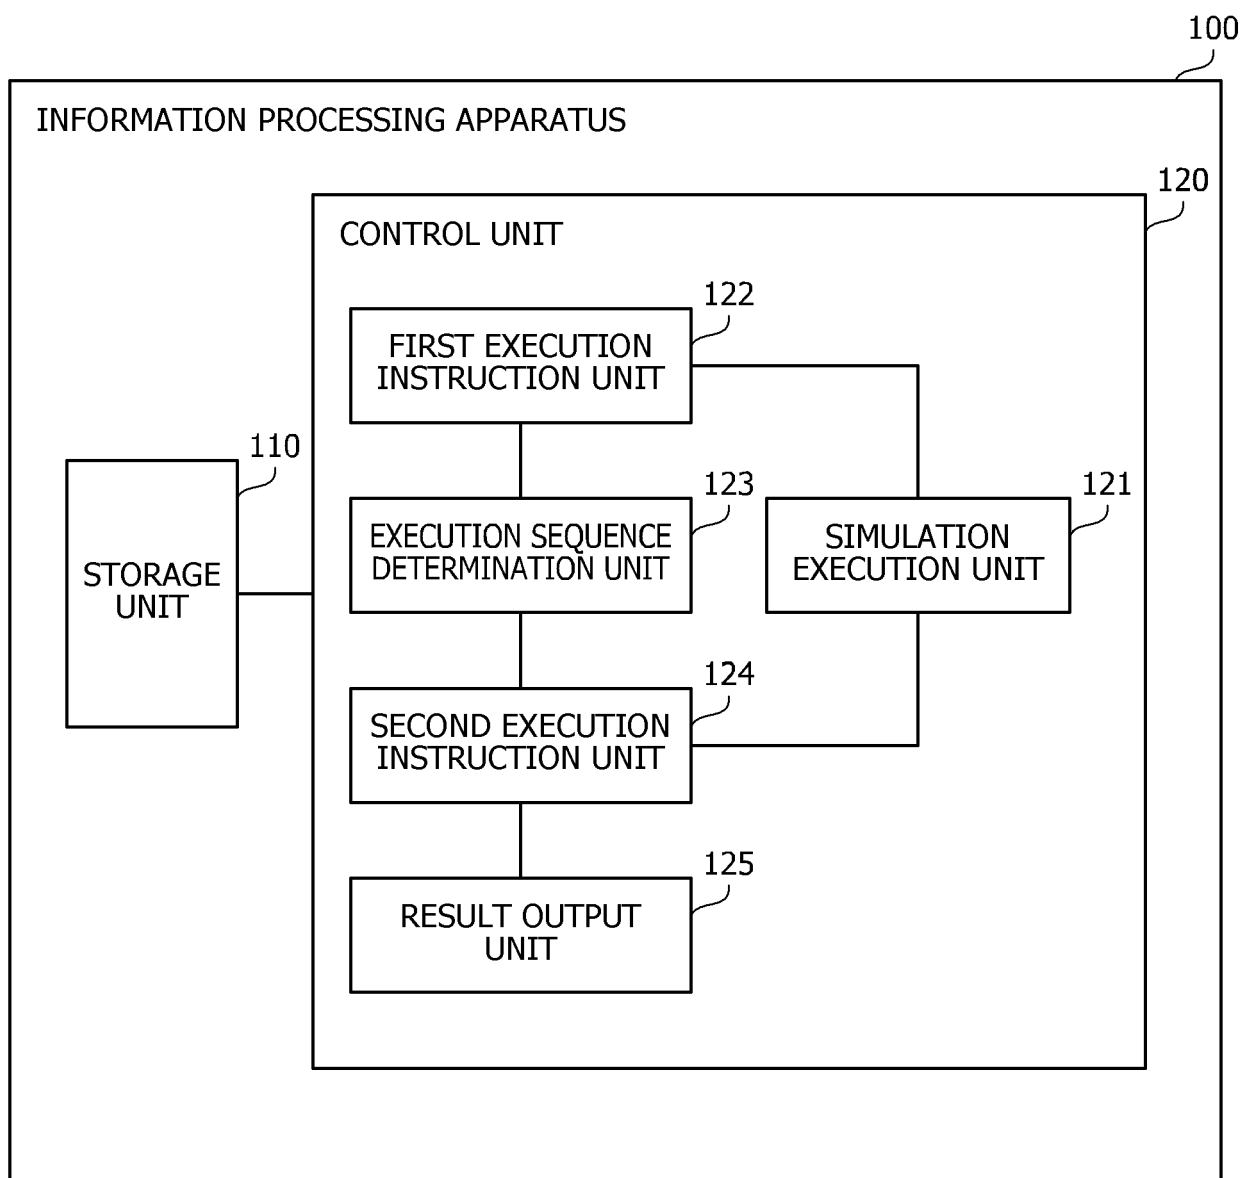 100
INFORMATION PROCESSING APPARATUS
120
CONTROL UNIT
122
FIRST EXECUTION
INSTRUCTION UNIT
110
STORAGE
UNIT
123
EXECUTION SEQUENCE
DETERMINATION UNIT
121
SIMULATION
EXECUTION UNIT
124
SECOND EXECUTION
INSTRUCTION UNIT
125
RESULT OUTPUT
UNIT